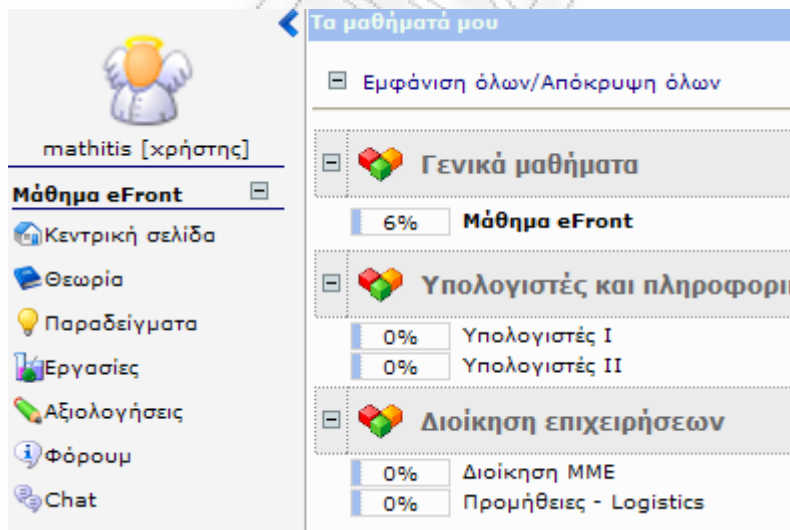 mathitis [χρήστης]
Μάθημα eFront
Κεντρική σελίδα
Θεωρία
Παραδείγματα
Εργασίες
Αξιολογήσεις
Φόρουμ
Chat
Τα μαθήματά μου
Εμφάνιση όλων/Απόκρυψη όλων
Γενικά μαθήματα
6% Μάθημα eFront
Υπολογιστές και πληροφορι
0% Υπολογιστές I
0% Υπολογιστές II
Διοίκηση επιχειρήσεων
0% Διοίκηση ΜΜΕ
0% Προμήθειες - Logistics